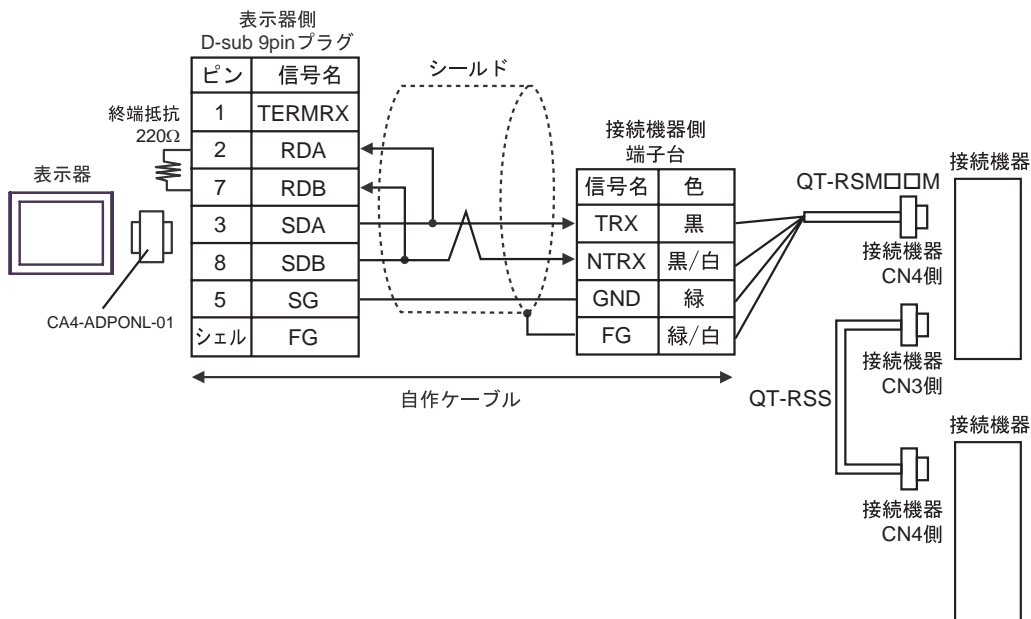 表示器側
D-sub 9pinプラグ
ピン 信号名
1 TERMRX
2 RDA
7 RDB
3 SDA
8 SDB
5 SG
シェル FG
終端抵抗
220Ω
表示器
CA4-ADPONL-01
シールド
接続機器側
端子台
信号名 色
TRX 黒
NTRX 黒/白
GND 緑
FG 緑/白
自作ケーブル
QT-RSM□□M
接続機器
接続機器
CN4側
接続機器
CN3側
QT-RSS
接続機器
接続機器
CN4側